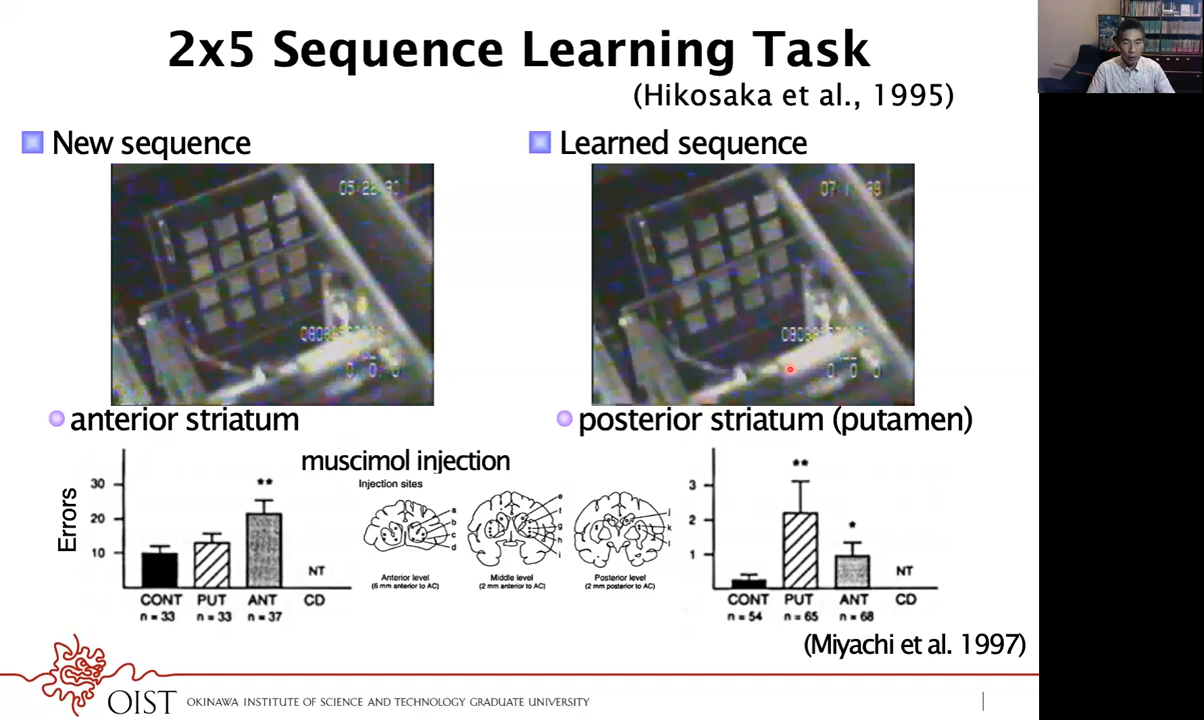 2x5 Sequence Learning Task
(Hikosaka et al., 1995)
New sequence
Learned sequence
anterior striatum
posterior striatum (putamen)
muscimol injection
Injection sites
Errors
30
20
10
**
NT
CONT PUT ANT CD
n = 33 n = 33 n = 37
a
b
c
d
e
f
g
h
i
j
k
Anterior level
(6 mm anterior to AC)
Middle level
(2 mm anterior to AC)
Posterior level
(2 mm posterior to AC)
3
2
1
**
*
NT
CONT PUT ANT CD
n = 54 n = 65 n = 68
(Miyachi et al. 1997)
OIST OKINAWA INSTITUTE OF SCIENCE AND TECHNOLOGY GRADUATE UNIVERSITY